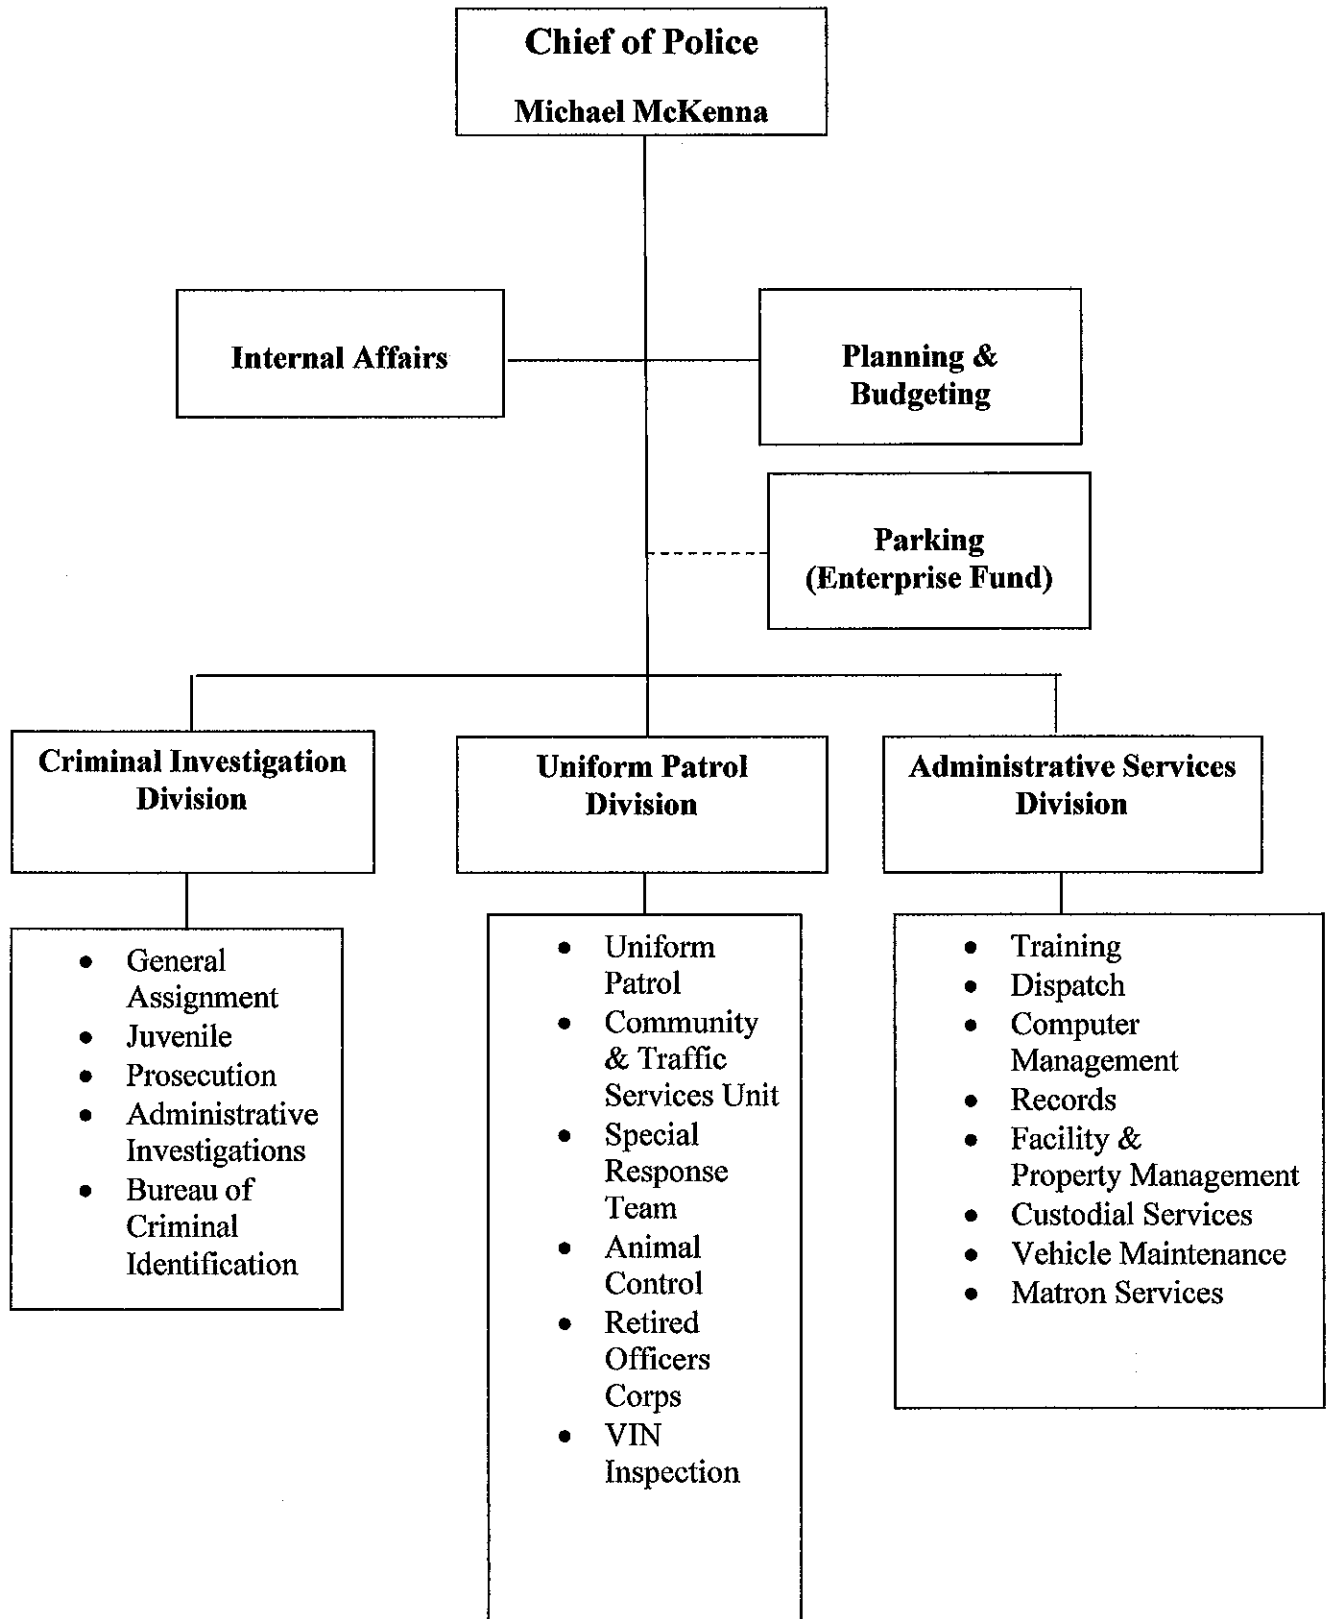 Chief of Police
Michael McKenna
Internal Affairs
Planning &
Budgeting
Parking
(Enterprise Fund)
Criminal Investigation
Division
Uniform Patrol
Division
Administrative Services
Division
• General
Assignment
• Juvenile
• Prosecution
• Administrative
Investigations
• Bureau of
Criminal
Identification
• Uniform
Patrol
• Community
& Traffic
Services Unit
• Special
Response
Team
• Animal
Control
• Retired
Officers
Corps
• VIN
Inspection
• Training
• Dispatch
• Computer
Management
• Records
• Facility &
Property Management
• Custodial Services
• Vehicle Maintenance
• Matron Services